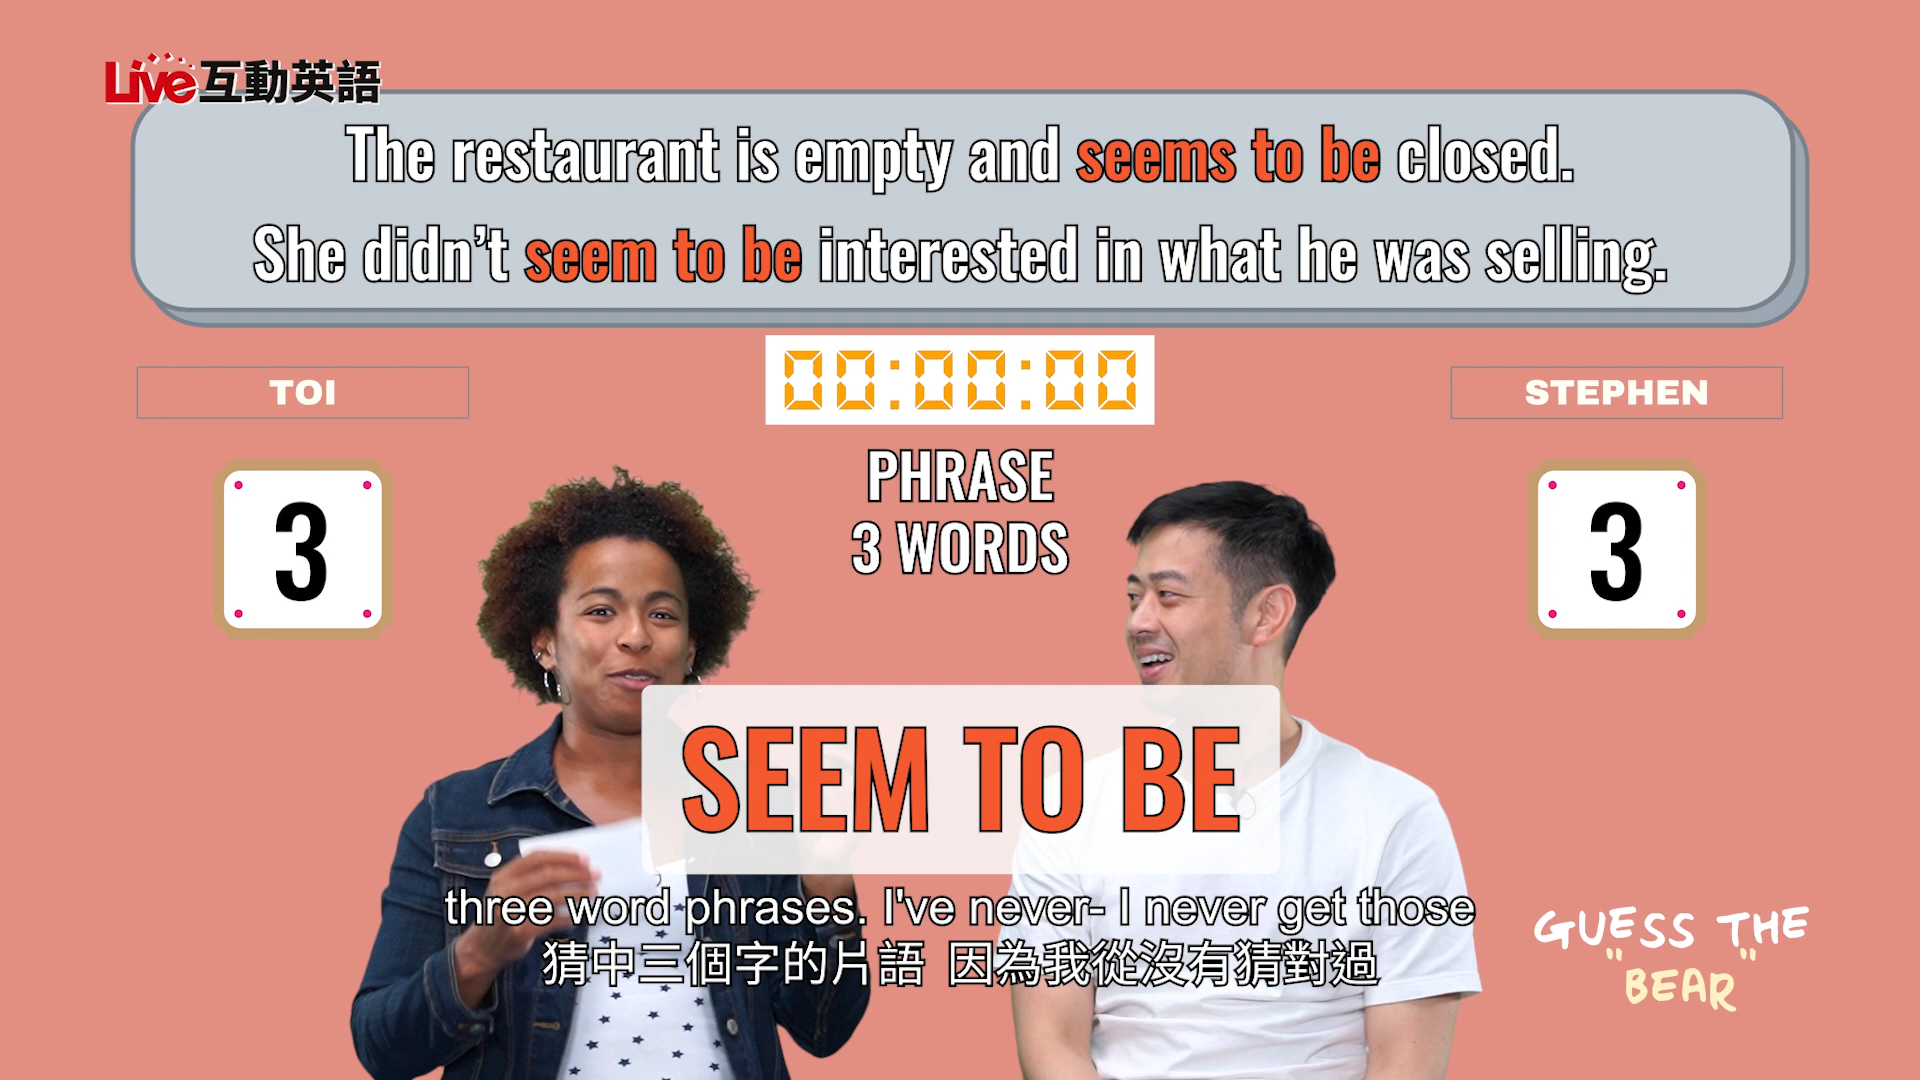 Live互動英語
The restaurant is empty and seems to be closed.
She didn't seem to be interested in what he was selling.
00:00:00
TOI
STEPHEN
PHRASE
3 WORDS
3
3
SEEM TO BE
three word phrases. I've never- I never get those
猜中三個字的片語 因為我從沒有猜對過
GUESS THE
"BEAR"